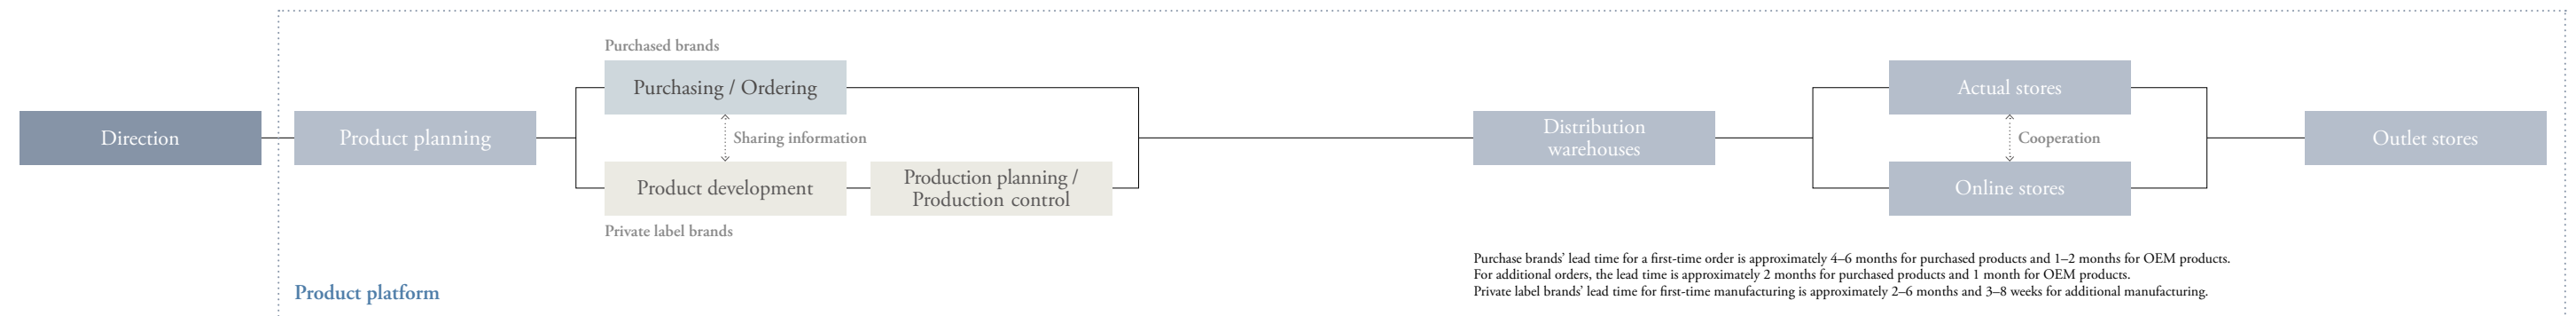 Direction
Product planning
Purchased brands
Purchasing / Ordering
Sharing information
Product development
Production planning /
Production control
Private label brands
Distribution
warehouses
Actual stores
Cooperation
Online stores
Outlet stores
Product platform
Purchase brands’ lead time for a first-time order is approximately 4–6 months for purchased products and 1–2 months for OEM products.
For additional orders, the lead time is approximately 2 months for purchased products and 1 month for OEM products.
Private label brands’ lead time for first-time manufacturing is approximately 2–6 months and 3–8 weeks for additional manufacturing.